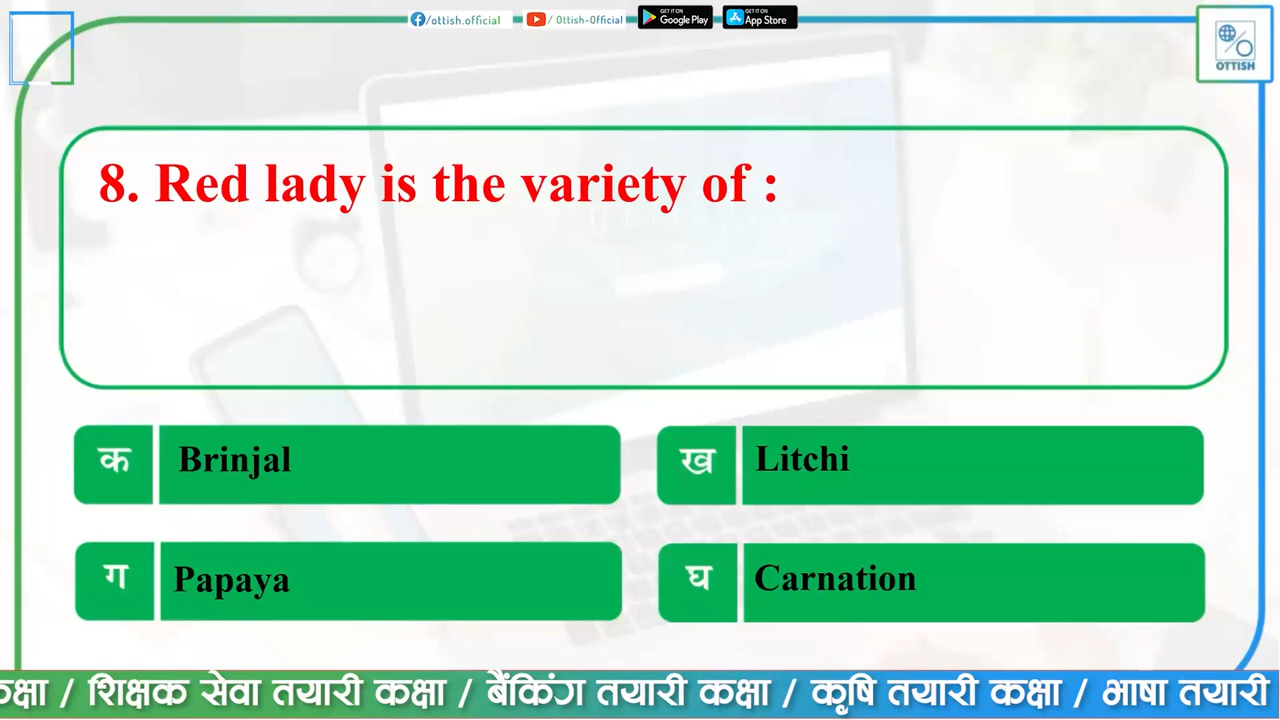 /ottish.official
/ Ottish-Official
GET IT ON
Google Play
GET IT ON
App Store
OTTISH
8. Red lady is the variety of :
क Brinjal
ख Litchi
ग Papaya
घ Carnation
कक्षा / शिक्षक सेवा तयारी कक्षा / बैंकिंग तयारी कक्षा / कृषि तयारी कक्षा / भाषा तयारी